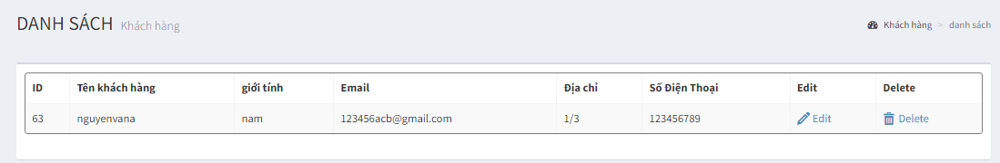 DANH SÁCH Khách hàng
Khách hàng > danh sách
ID Tên khách hàng giới tính Email Địa chỉ Số Điện Thoại Edit Delete
63 nguyenvana nam 123456acb@gmail.com 1/3 123456789 Edit Delete